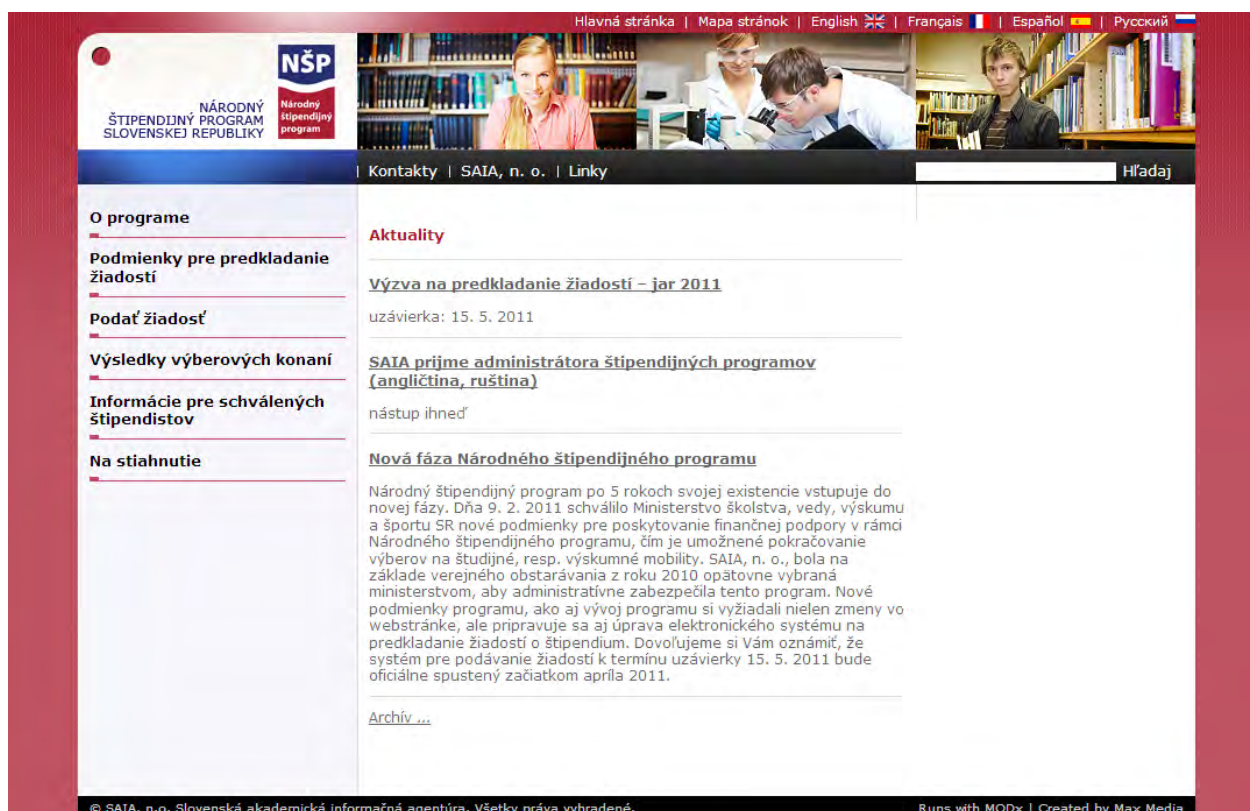 Hlavná stránka | Mapa stránok | English | Français | Español | Русский
NŠP
Národný
štipendijný
program
NÁRODNÝ
ŠTIPENDIJNÝ PROGRAM
SLOVENSKEJ REPUBLIKY
| Kontakty | SAIA, n. o. | Linky
Hľadaj
O programe
Podmienky pre predkladanie
žiadostí
Podať žiadosť
Výsledky výberových konaní
Informácie pre schválených
štipendistov
Na stiahnutie
Aktuality
Výzva na predkladanie žiadostí – jar 2011
uzávierka: 15. 5. 2011
SAIA prijme administrátora štipendijných programov
(angličtina, ruština)
nástup ihneď
Nová fáza Národného štipendijného programu
Národný štipendijný program po 5 rokoch svojej existencie vstupuje do
novej fázy. Dňa 9. 2. 2011 schválilo Ministerstvo školstva, vedy, výskumu
a športu SR nové podmienky pre poskytovanie finančnej podpory v rámci
Národného štipendijného programu, čím je umožnené pokračovanie
výberov na študijné, resp. výskumné mobility. SAIA, n. o., bola na
základe verejného obstarávania z roku 2010 opätovne vybraná
ministerstvom, aby administratívne zabezpečila tento program. Nové
podmienky programu, ako aj vývoj programu si vyžiadali nielen zmeny vo
webstránke, ale pripravuje sa aj úprava elektronického systému na
predkladanie žiadostí o štipendium. Dovoľujeme si Vám oznámiť, že
systém pre podávanie žiadostí k termínu uzávierky 15. 5. 2011 bude
oficiálne spustený začiatkom apríla 2011.
Archív ...
© SAIA, n.o. Slovenská akademická informačná agentúra. Všetky práva vyhradené.
Runs with MODx | Created by Max Media